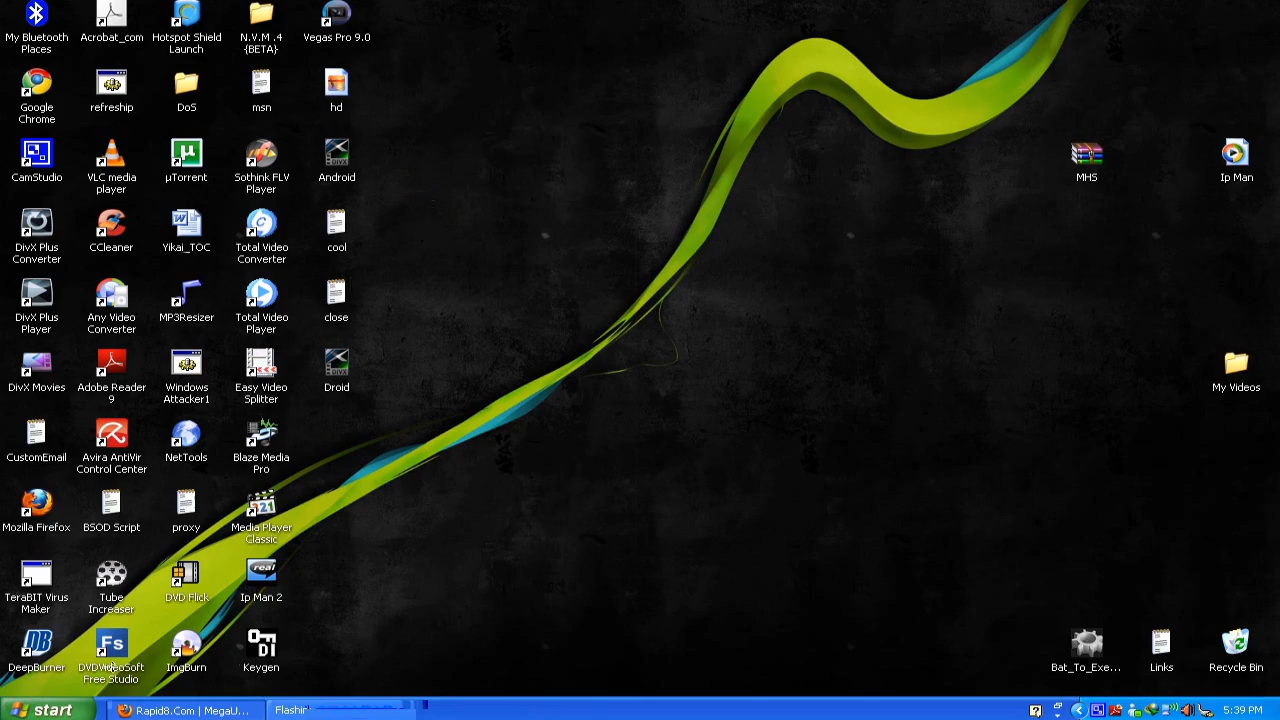 My Bluetooth Places
Acrobat_com
Hotspot Shield Launch
N.V.M .4 {BETA}
Vegas Pro 9.0
Google Chrome
refreship
DoS
msn
hd
CamStudio
VLC media player
µTorrent
Sothink FLV Player
Android
MHS
Ip Man
DivX Plus Converter
CCleaner
Yikai_TOC
Total Video Converter
cool
DivX Plus Player
Any Video Converter
MP3Resizer
Total Video Player
close
DivX Movies
Adobe Reader 9
Windows Attacker1
Easy Video Splitter
Droid
My Videos
CustomEmail
Avira AntiVir Control Center
NetTools
Blaze Media Pro
Mozilla Firefox
BSOD Script
proxy
Media Player Classic
TeraBIT Virus Maker
Tube Increaser
DVD Flick
real
Ip Man 2
DeepBurner
Fs
DVDVideoSoft Free Studio
ImgBurn
Keygen
Bat_To_Exe...
Links
Recycle Bin
start
Rapid8.Com | MegaU...
Flashin
5:39 PM